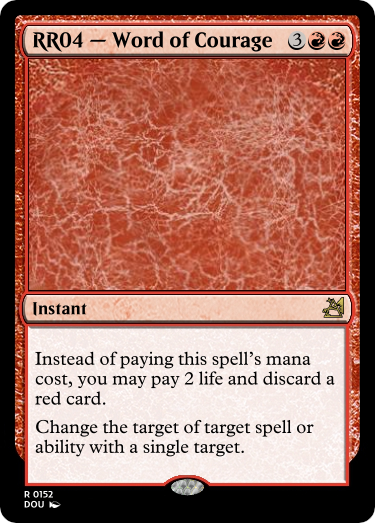 RR04 – Word of Courage 3
Instant
Instead of paying this spell's mana
cost, you may pay 2 life and discard a
red card.
Change the target of target spell or
ability with a single target.
R 0152
DOU